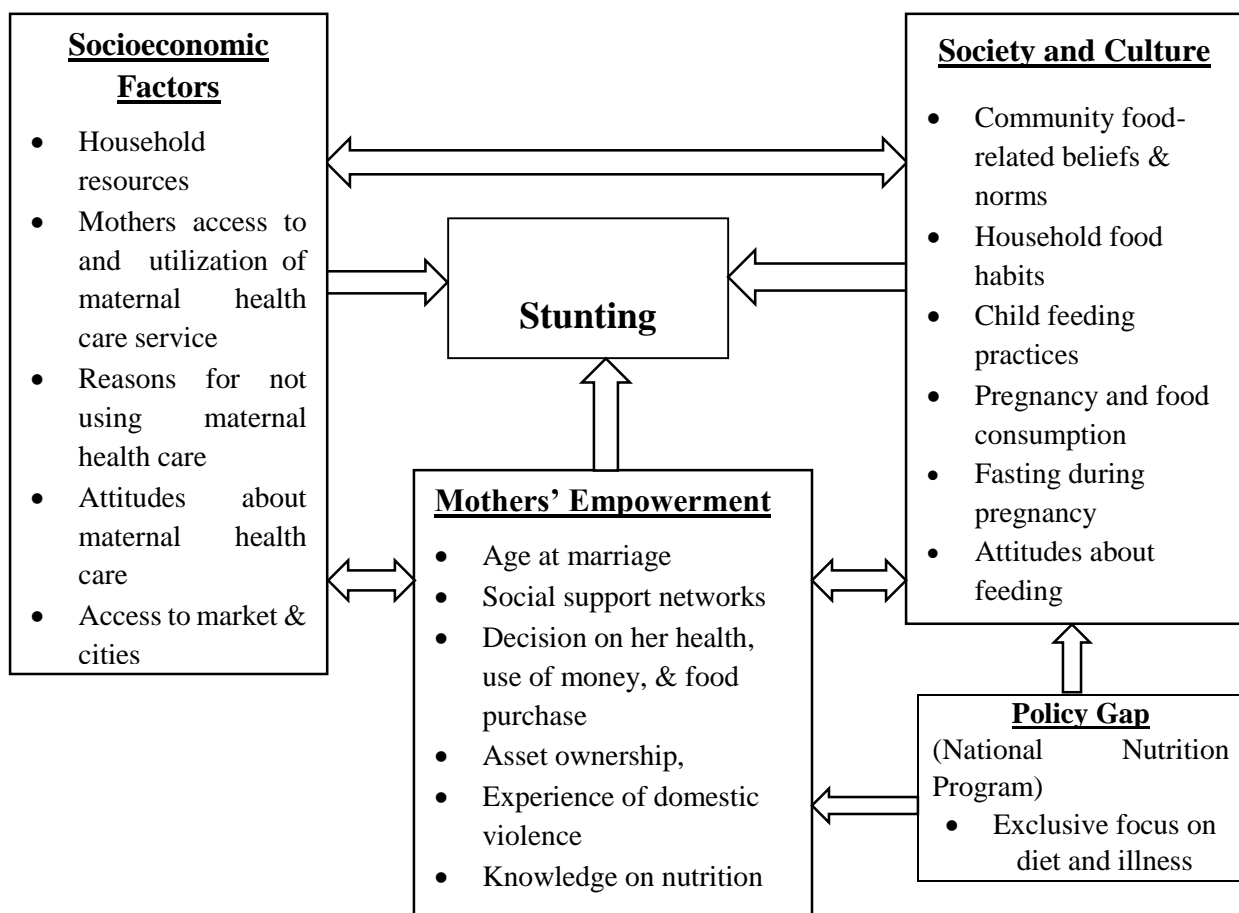 Socioeconomic
Factors
• Household
resources
• Mothers access to
and utilization of
maternal health
care service
• Reasons for not
using maternal
health care
• Attitudes about
maternal health
care
• Access to market &
cities
Stunting
Mothers’ Empowerment
• Age at marriage
• Social support networks
• Decision on her health,
use of money, & food
purchase
• Asset ownership,
• Experience of domestic
violence
• Knowledge on nutrition
Society and Culture
• Community food-
related beliefs &
norms
• Household food
habits
• Child feeding
practices
• Pregnancy and food
consumption
• Fasting during
pregnancy
• Attitudes about
feeding
Policy Gap
(National Nutrition
Program)
• Exclusive focus on
diet and illness